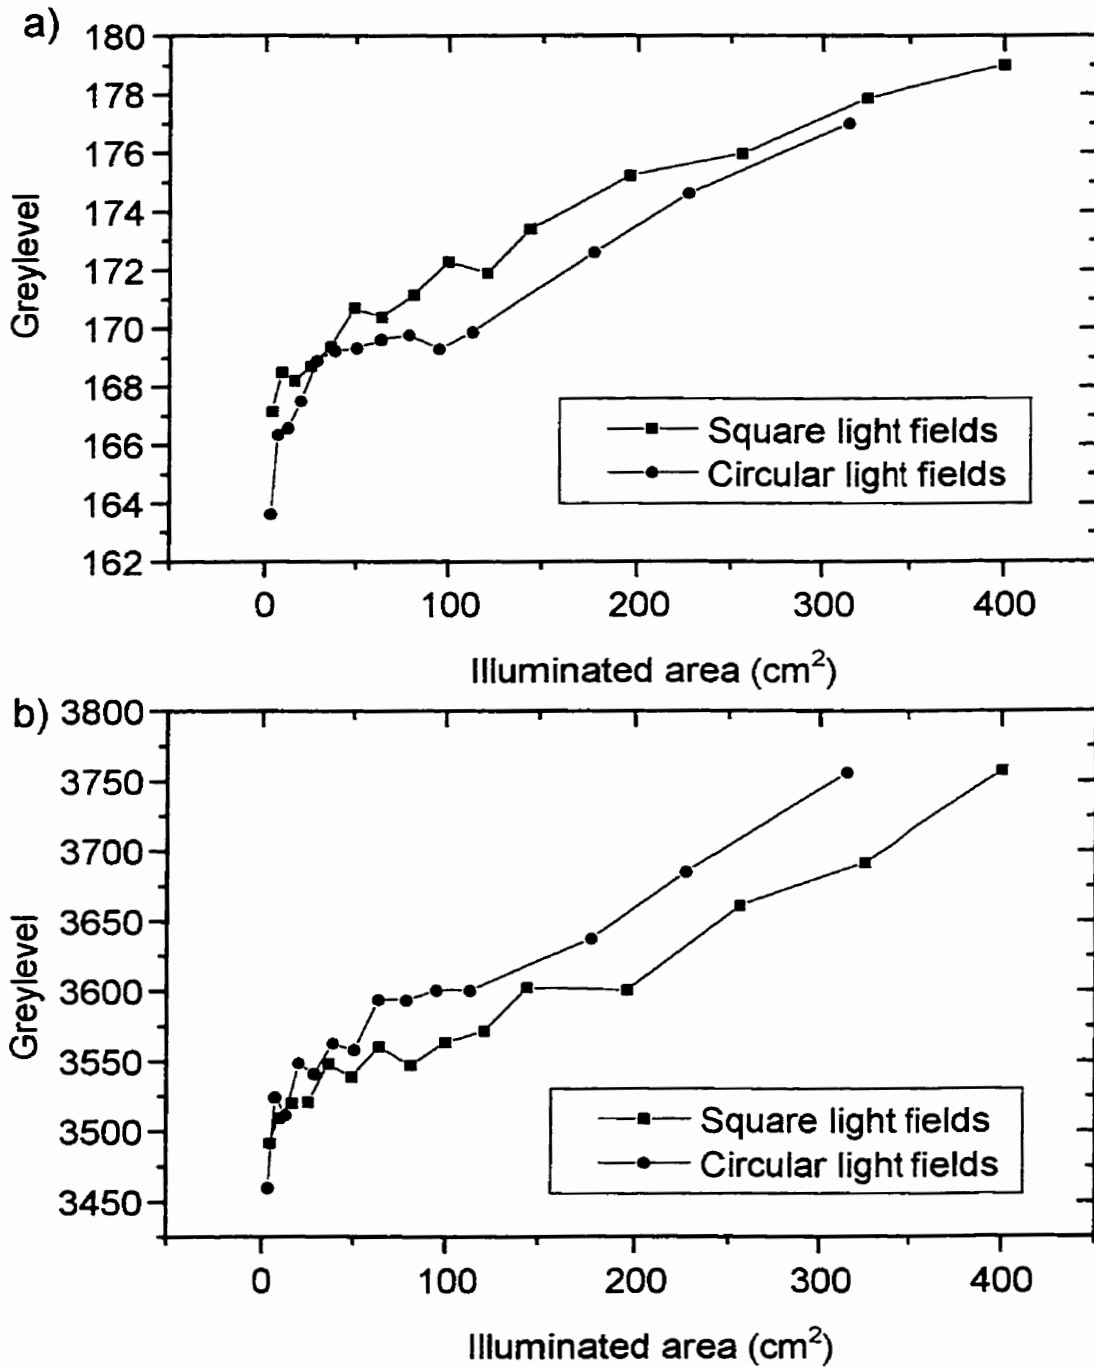 a)
180
178
176
174
172
170
168
166
164
162
Greylevel
Square light fields
Circular light fields
0 100 200 300 400
Illuminated area (cm²)
b)
3800
3750
3700
3650
3600
3550
3500
3450
Greylevel
Square light fields
Circular light fields
0 100 200 300 400
Illuminated area (cm²)